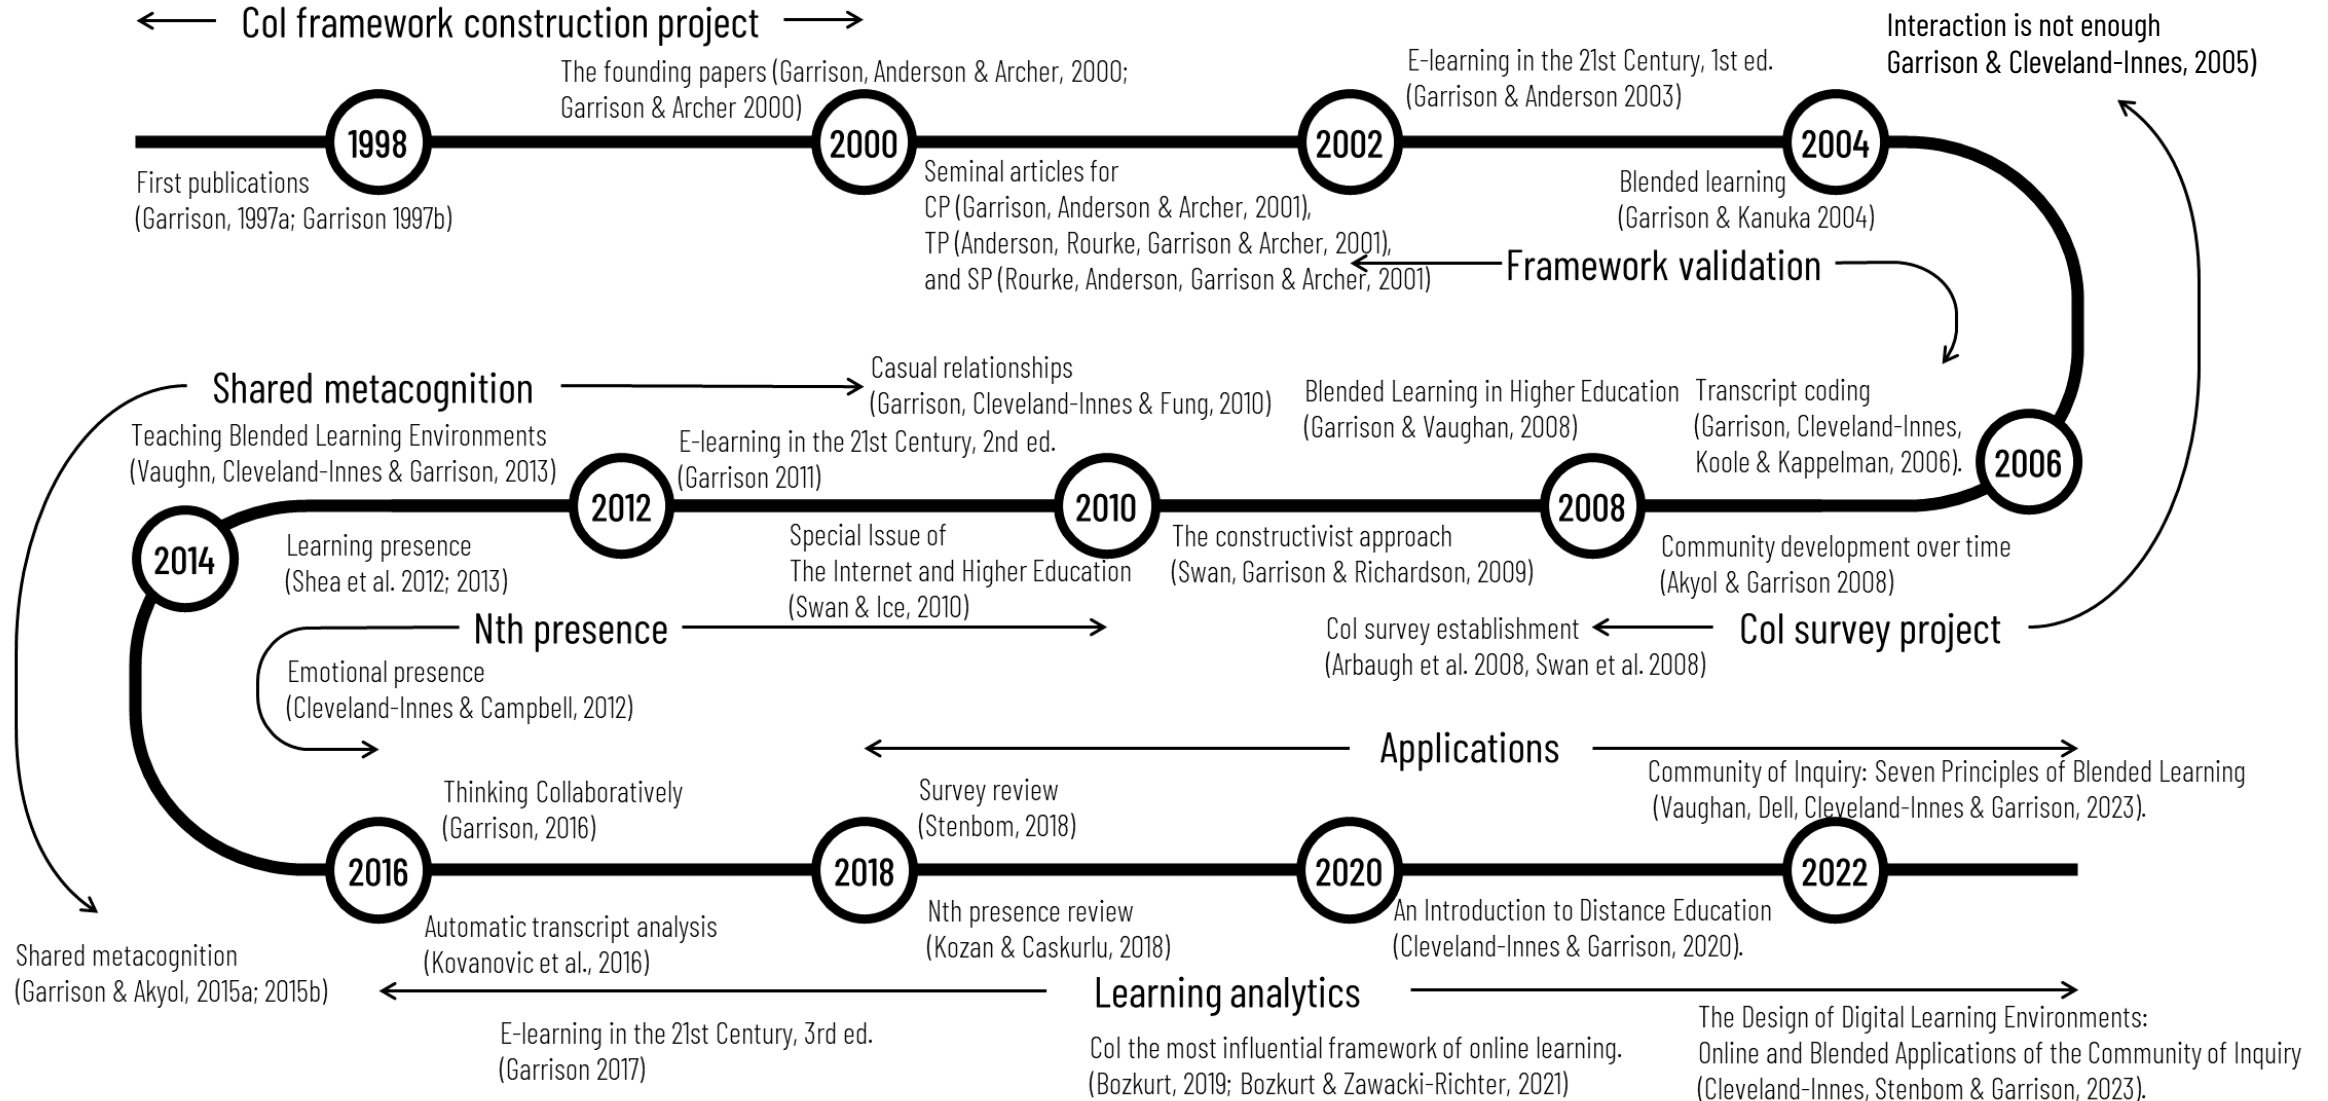 CoI framework construction project
The founding papers (Garrison, Anderson & Archer, 2000;
Garrison & Archer 2000)
E-learning in the 21st Century, 1st ed.
(Garrison & Anderson 2003)
Interaction is not enough
Garrison & Cleveland-Innes, 2005)
1998
2000
2002
2004
First publications
(Garrison, 1997a; Garrison 1997b)
Seminal articles for
CP (Garrison, Anderson & Archer, 2001),
TP (Anderson, Rourke, Garrison & Archer, 2001),
and SP (Rourke, Anderson, Garrison & Archer, 2001)
Blended learning
(Garrison & Kanuka 2004)
Framework validation
Shared metacognition
Casual relationships
(Garrison, Cleveland-Innes & Fung, 2010)
Blended Learning in Higher Education
(Garrison & Vaughan, 2008)
Transcript coding
(Garrison, Cleveland-Innes,
Koole & Kappelman, 2006).
Teaching Blended Learning Environments
(Vaughn, Cleveland-Innes & Garrison, 2013)
E-learning in the 21st Century, 2nd ed.
(Garrison 2011)
2006
2008
2010
2012
2014
Learning presence
(Shea et al. 2012; 2013)
Special Issue of
The Internet and Higher Education
(Swan & Ice, 2010)
The constructivist approach
(Swan, Garrison & Richardson, 2009)
Community development over time
(Akyol & Garrison 2008)
Nth presence
CoI survey establishment
(Arbaugh et al. 2008, Swan et al. 2008)
CoI survey project
Emotional presence
(Cleveland-Innes & Campbell, 2012)
Applications
Thinking Collaboratively
(Garrison, 2016)
Survey review
(Stenbom, 2018)
Community of Inquiry: Seven Principles of Blended Learning
(Vaughan, Dell, Cleveland-Innes & Garrison, 2023).
2016
2018
2020
2022
Automatic transcript analysis
(Kovanovic et al., 2016)
Nth presence review
(Kozan & Caskurlu, 2018)
An Introduction to Distance Education
(Cleveland-Innes & Garrison, 2020).
Shared metacognition
(Garrison & Akyol, 2015a; 2015b)
Learning analytics
E-learning in the 21st Century, 3rd ed.
(Garrison 2017)
CoI the most influential framework of online learning.
(Bozkurt, 2019; Bozkurt & Zawacki-Richter, 2021)
The Design of Digital Learning Environments:
Online and Blended Applications of the Community of Inquiry
(Cleveland-Innes, Stenbom & Garrison, 2023).